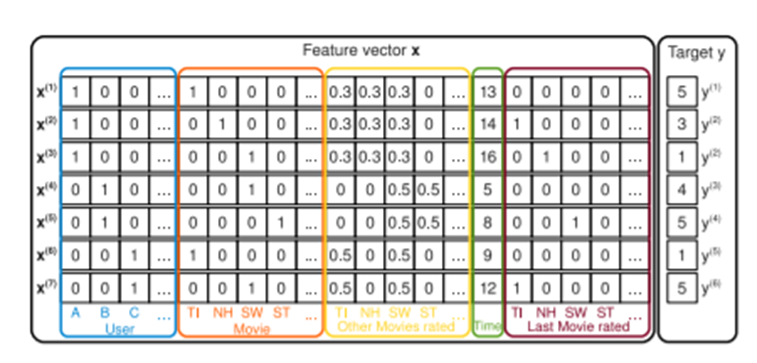 Feature vector x Target y
x(1) 1 0 0 ... 1 0 0 0 ... 0.3 0.3 0.3 0 ... 13 0 0 0 0 ... 5 y(1)
x(2) 1 0 0 ... 0 1 0 0 ... 0.3 0.3 0.3 0 ... 14 1 0 0 0 ... 3 y(2)
x(3) 1 0 0 ... 0 0 1 0 ... 0.3 0.3 0.3 0 ... 16 0 1 0 0 ... 1 y(2)
x(4) 0 1 0 ... 0 0 1 0 ... 0 0 0.5 0.5 ... 5 0 0 0 0 ... 4 y(3)
x(5) 0 1 0 ... 0 0 0 1 ... 0 0 0.5 0.5 ... 8 0 0 1 0 ... 5 y(4)
x(6) 0 0 1 ... 1 0 0 0 ... 0.5 0 0.5 0 ... 9 0 0 0 0 ... 1 y(5)
x(7) 0 0 1 ... 0 0 1 0 ... 0.5 0 0.5 0 ... 12 1 0 0 0 ... 5 y(6)
A B C ... TI NH SW ST ... TI NH SW ST ... TI NH SW ST ...
User Movie Other Movies rated Time Last Movie rated